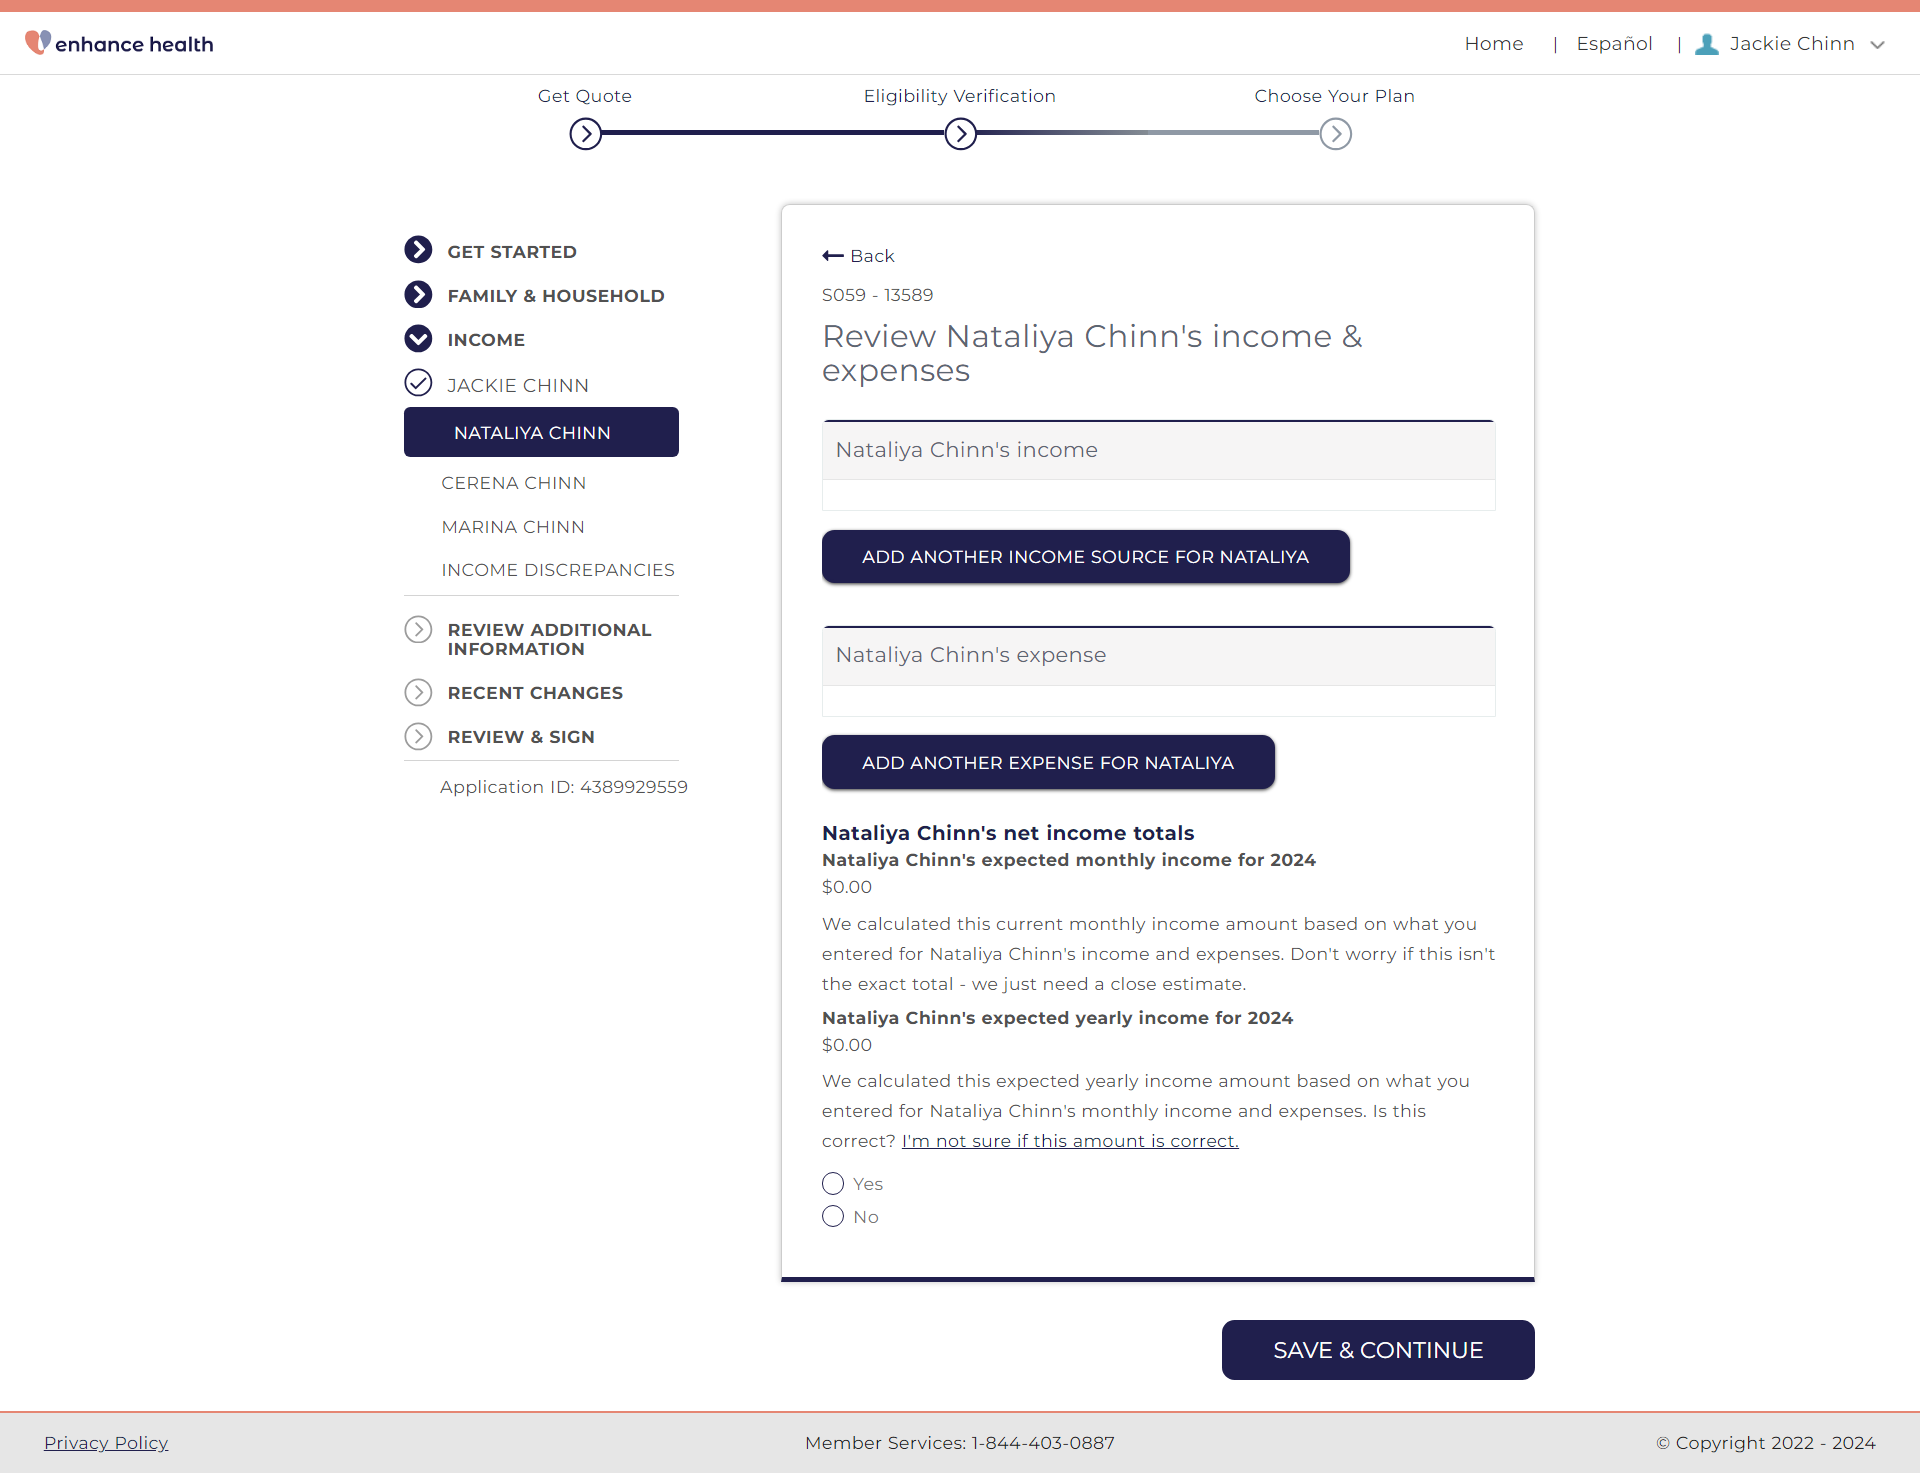 enhance health
Home | Español | Jackie Chinn
Get Quote
Eligibility Verification
Choose Your Plan
GET STARTED
FAMILY & HOUSEHOLD
INCOME
JACKIE CHINN
NATALIYA CHINN
CERENA CHINN
MARINA CHINN
INCOME DISCREPANCIES
REVIEW ADDITIONAL
INFORMATION
RECENT CHANGES
REVIEW & SIGN
Application ID: 4389929559
Back
S059 - 13589
Review Nataliya Chinn's income &
expenses
Nataliya Chinn's income
ADD ANOTHER INCOME SOURCE FOR NATALIYA
Nataliya Chinn's expense
ADD ANOTHER EXPENSE FOR NATALIYA
Nataliya Chinn's net income totals
Nataliya Chinn's expected monthly income for 2024
$0.00
We calculated this current monthly income amount based on what you
entered for Nataliya Chinn's income and expenses. Don't worry if this isn't
the exact total - we just need a close estimate.
Nataliya Chinn's expected yearly income for 2024
$0.00
We calculated this expected yearly income amount based on what you
entered for Nataliya Chinn's monthly income and expenses. Is this
correct? I'm not sure if this amount is correct.
Yes
No
SAVE & CONTINUE
Privacy Policy
Member Services: 1-844-403-0887
© Copyright 2022 - 2024